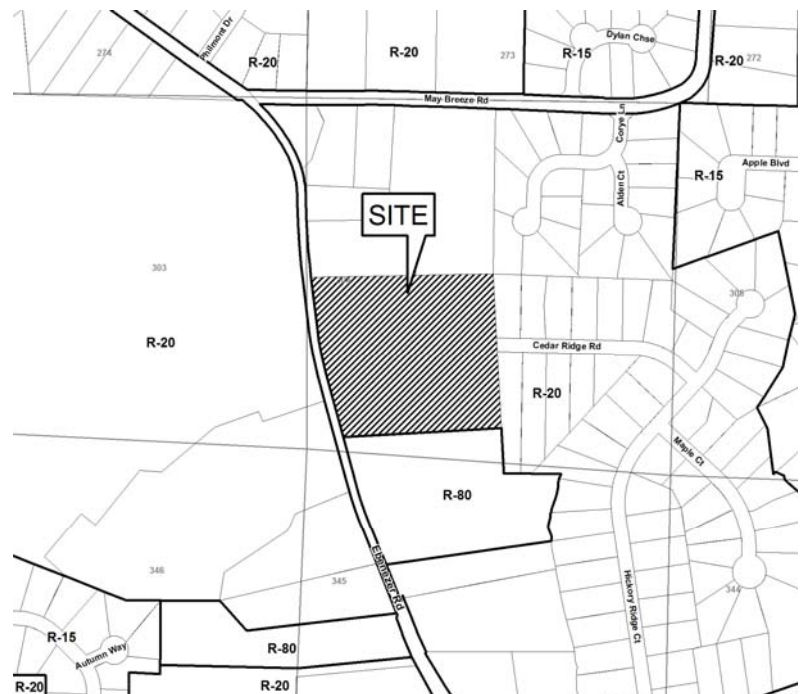 Philmont Dr
274
R-20
R-20
273
R-15
Dylan Chse
272
R-20
May Breeze Rd
Corye Ln
Alden Ct
R-15
Apple Blvd
SITE
303
R-20
308
Cedar Ridge Rd
R-20
Maple Ct
R-80
Ebenezer Rd
346
345
Hickory Ridge Ct
344
R-15
Autumn Way
R-80
R-20
R-20